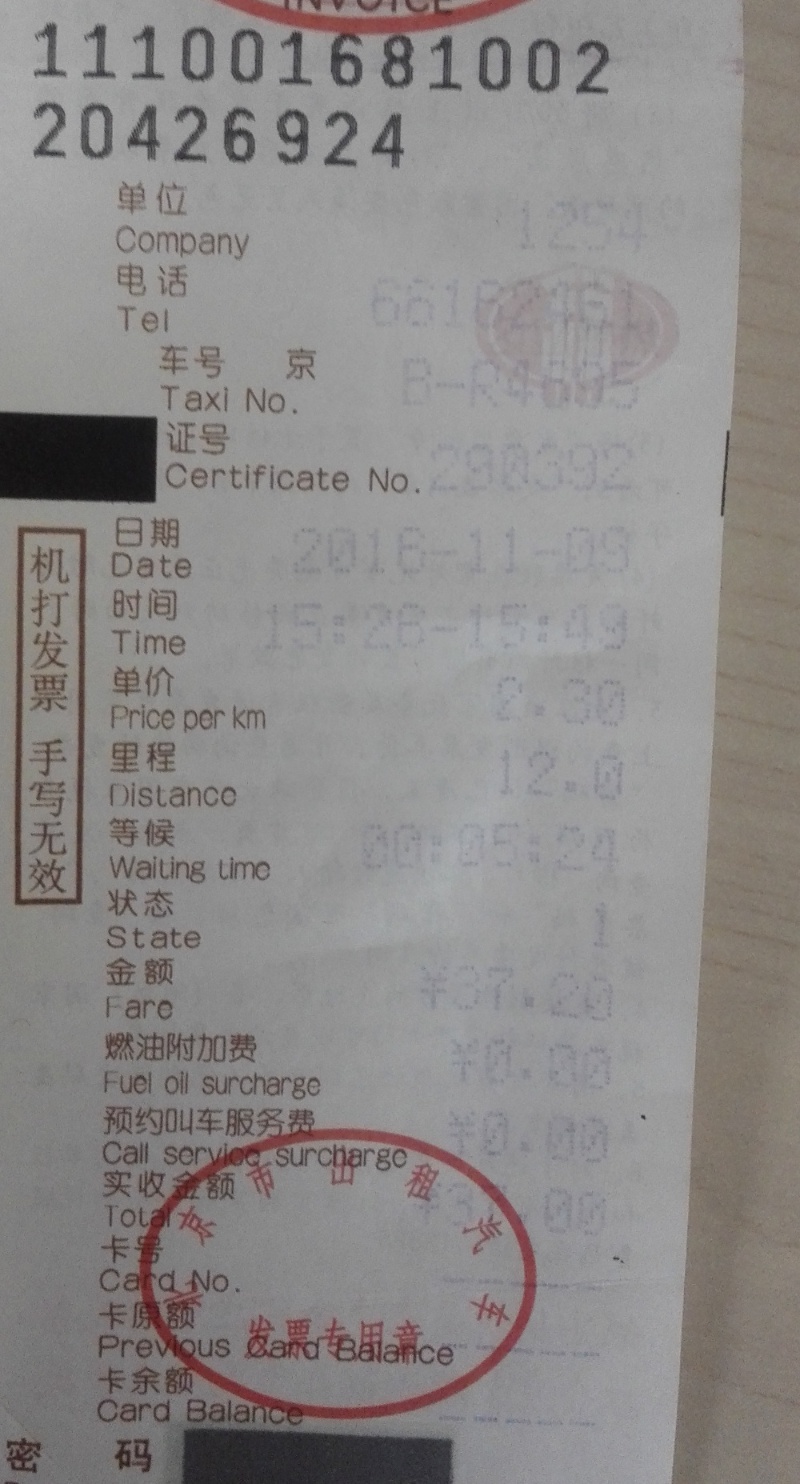 INVOICE
111001681002
20426924
单位 1254
Company
电话
Tel
车号 京
Taxi No.
证号
Certificate No. 290392
日期
Date 2016-11-09
时间
Time 15:26-15:49
单价
Price per km 2.30
里程
Distance 12.0
等候
Waiting time 00:05:24
状态
State 1
金额
Fare ¥37.20
燃油附加费
Fuel oil surcharge ¥0.00
预约叫车服务费
Call service surcharge ¥0.00
实收金额
Total ¥37.00
卡号
Card No.
卡原额
Previous Card Balance
卡余额
Card Balance
密 码
机打发票 手写无效
北京市出租汽车
发票专用章